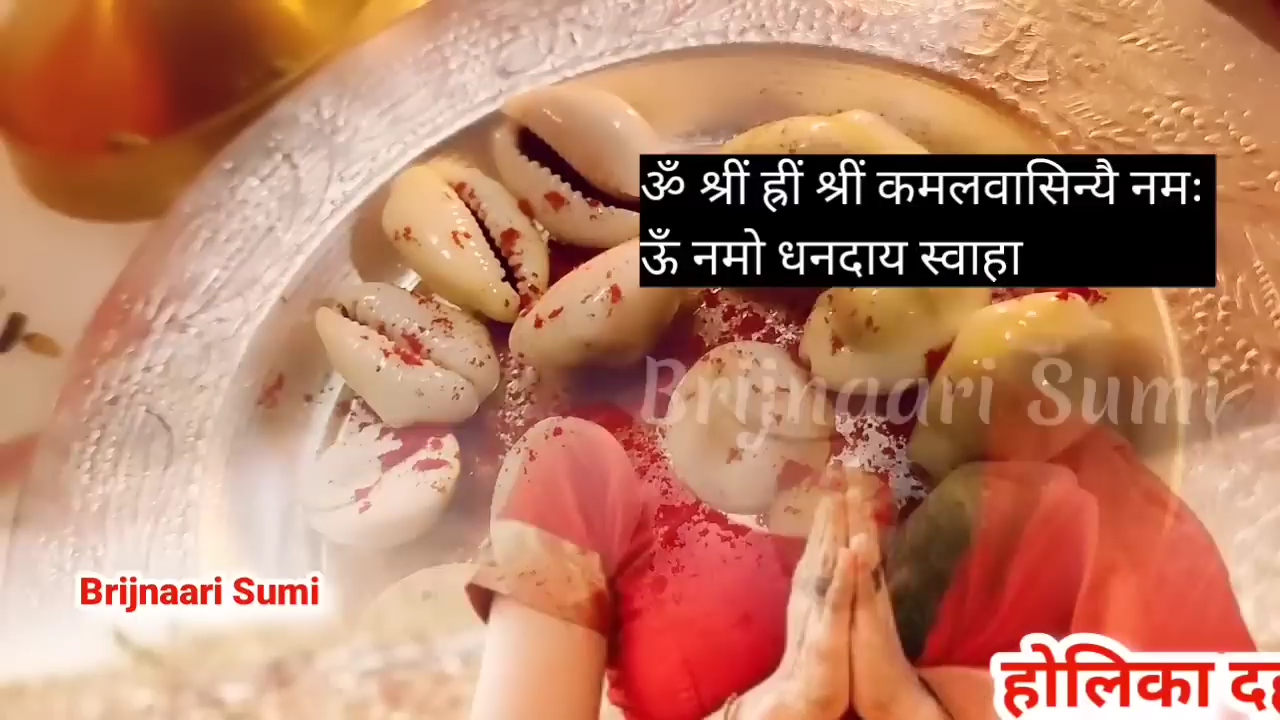 ॐ श्रीं ह्रीं श्रीं कमलवासिन्यै नमः
ऊँ नमो धनदाय स्वाहा
Brijnaari Sumi
Brijnaari Sumi
होलिका